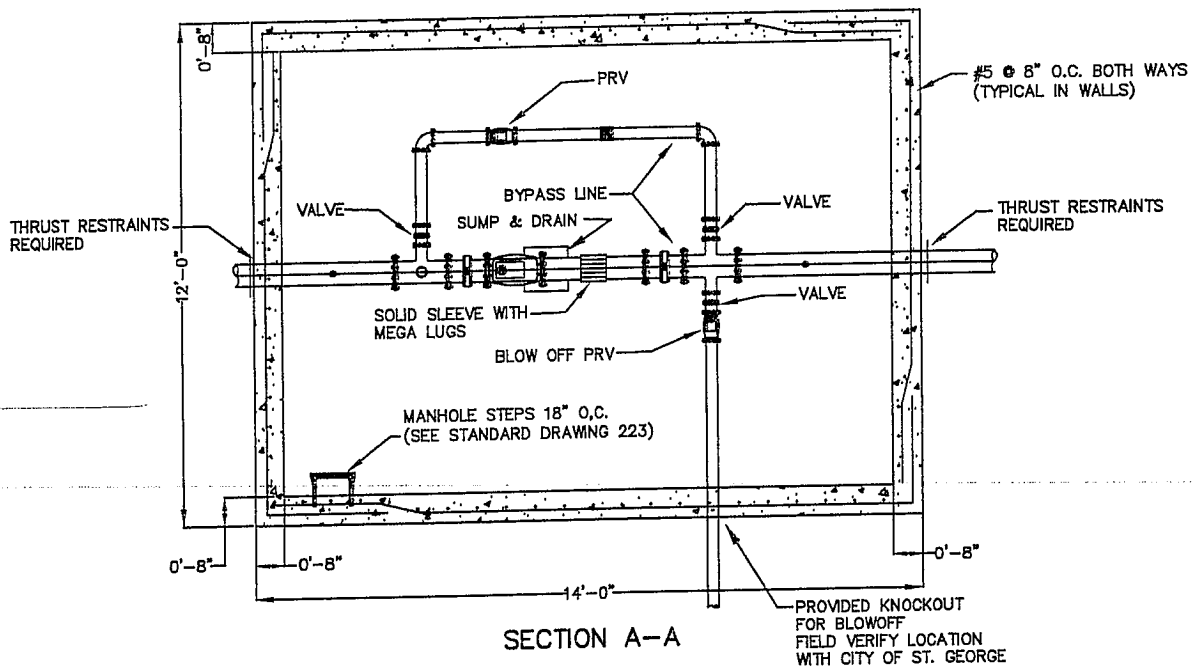 0'-8"
PRV
#5 @ 8" O.C. BOTH WAYS
(TYPICAL IN WALLS)
THRUST RESTRAINTS
REQUIRED
VALVE
BYPASS LINE
SUMP & DRAIN
VALVE
THRUST RESTRAINTS
REQUIRED
12'-0"
SOLID SLEEVE WITH
MEGA LUGS
VALVE
BLOW OFF PRV
MANHOLE STEPS 18" O.C.
(SEE STANDARD DRAWING 223)
0'-8"
0'-8"
0'-8"
14'-0"
PROVIDED KNOCKOUT
FOR BLOWOFF
FIELD VERIFY LOCATION
WITH CITY OF ST. GEORGE
SECTION A-A